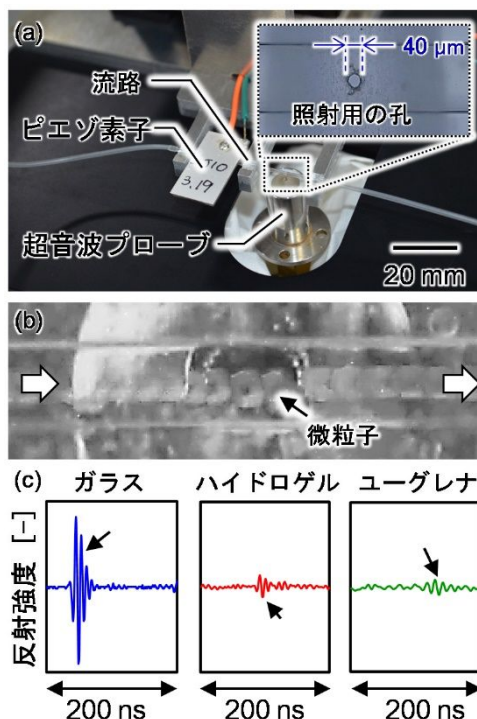 (a)
40 μm
流路
照射用の孔
ピエゾ素子
S10
3.19
超音波プローブ
20 mm
(b)
微粒子
(c)
ガラス
ハイドロゲル
ユーグレナ
反射強度 [-]
200 ns
200 ns
200 ns